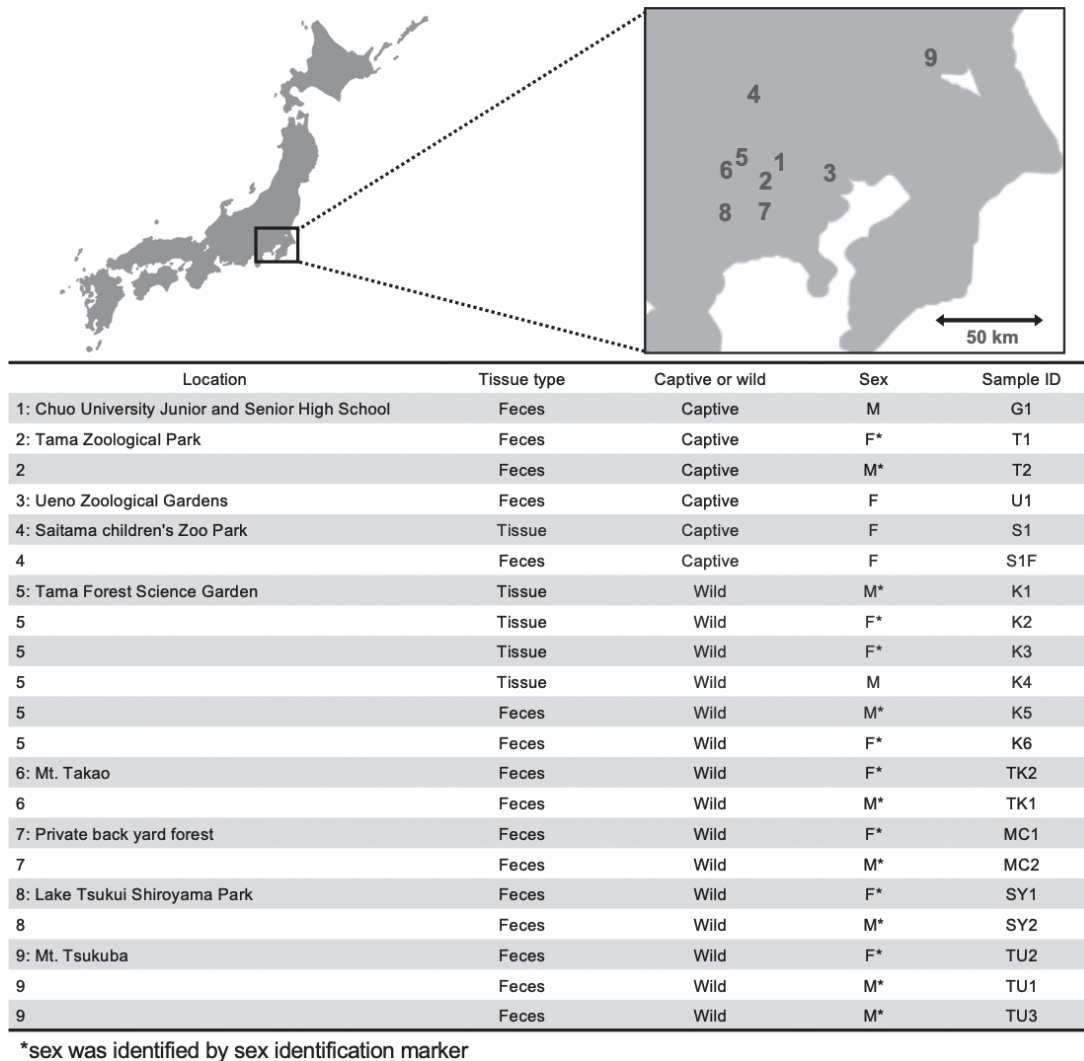 9
4
5
1
6
2
3
8
7
50 km
Location Tissue type Captive or wild Sex Sample ID
1: Chuo University Junior and Senior High School Feces Captive M G1
2: Tama Zoological Park Feces Captive F* T1
2 Feces Captive M* T2
3: Ueno Zoological Gardens Feces Captive F U1
4: Saitama children's Zoo Park Tissue Captive F S1
4 Feces Captive F S1F
5: Tama Forest Science Garden Tissue Wild M* K1
5 Tissue Wild F* K2
5 Tissue Wild F* K3
5 Tissue Wild M K4
5 Feces Wild M* K5
5 Feces Wild F* K6
6: Mt. Takao Feces Wild F* TK2
6 Feces Wild M* TK1
7: Private back yard forest Feces Wild F* MC1
7 Feces Wild M* MC2
8: Lake Tsukui Shiroyama Park Feces Wild F* SY1
8 Feces Wild M* SY2
9: Mt. Tsukuba Feces Wild F* TU2
9 Feces Wild M* TU1
9 Feces Wild M* TU3
*sex was identified by sex identification marker